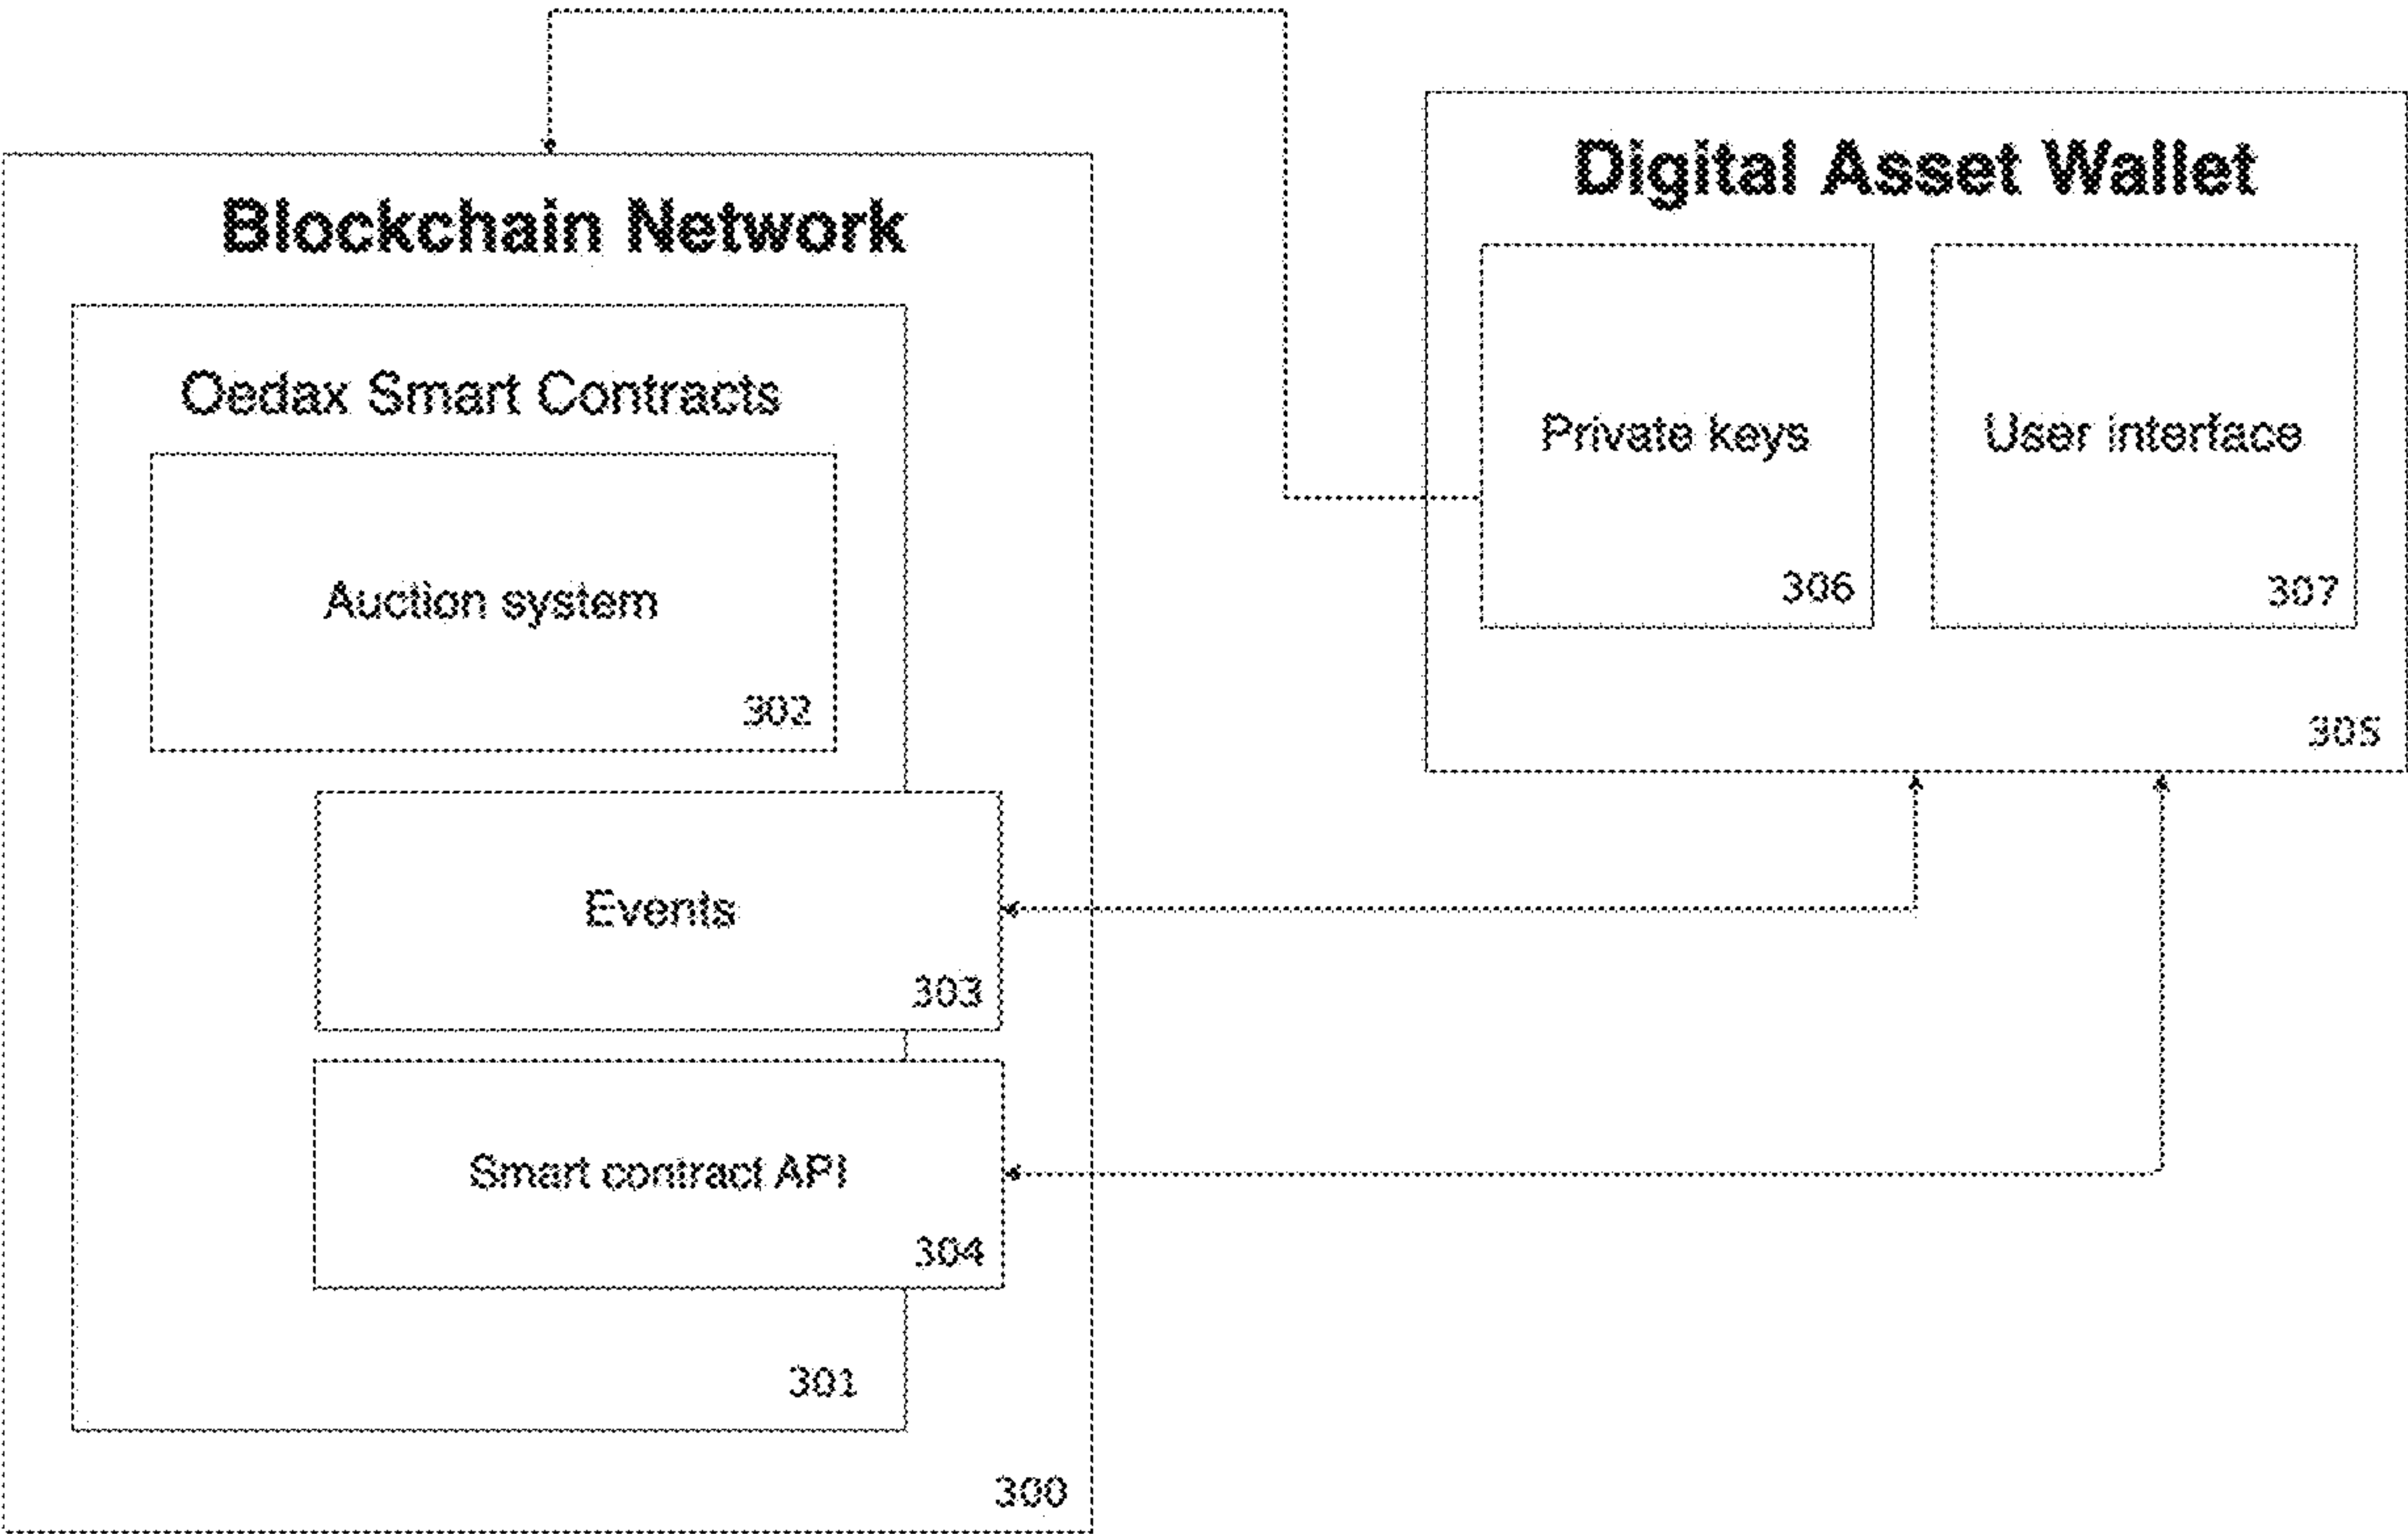 Blockchain Network
Oedax Smart Contracts
Auction system
302
Events
303
Smart contract API
304
301
300
Digital Asset Wallet
Private keys
306
User interface
307
305